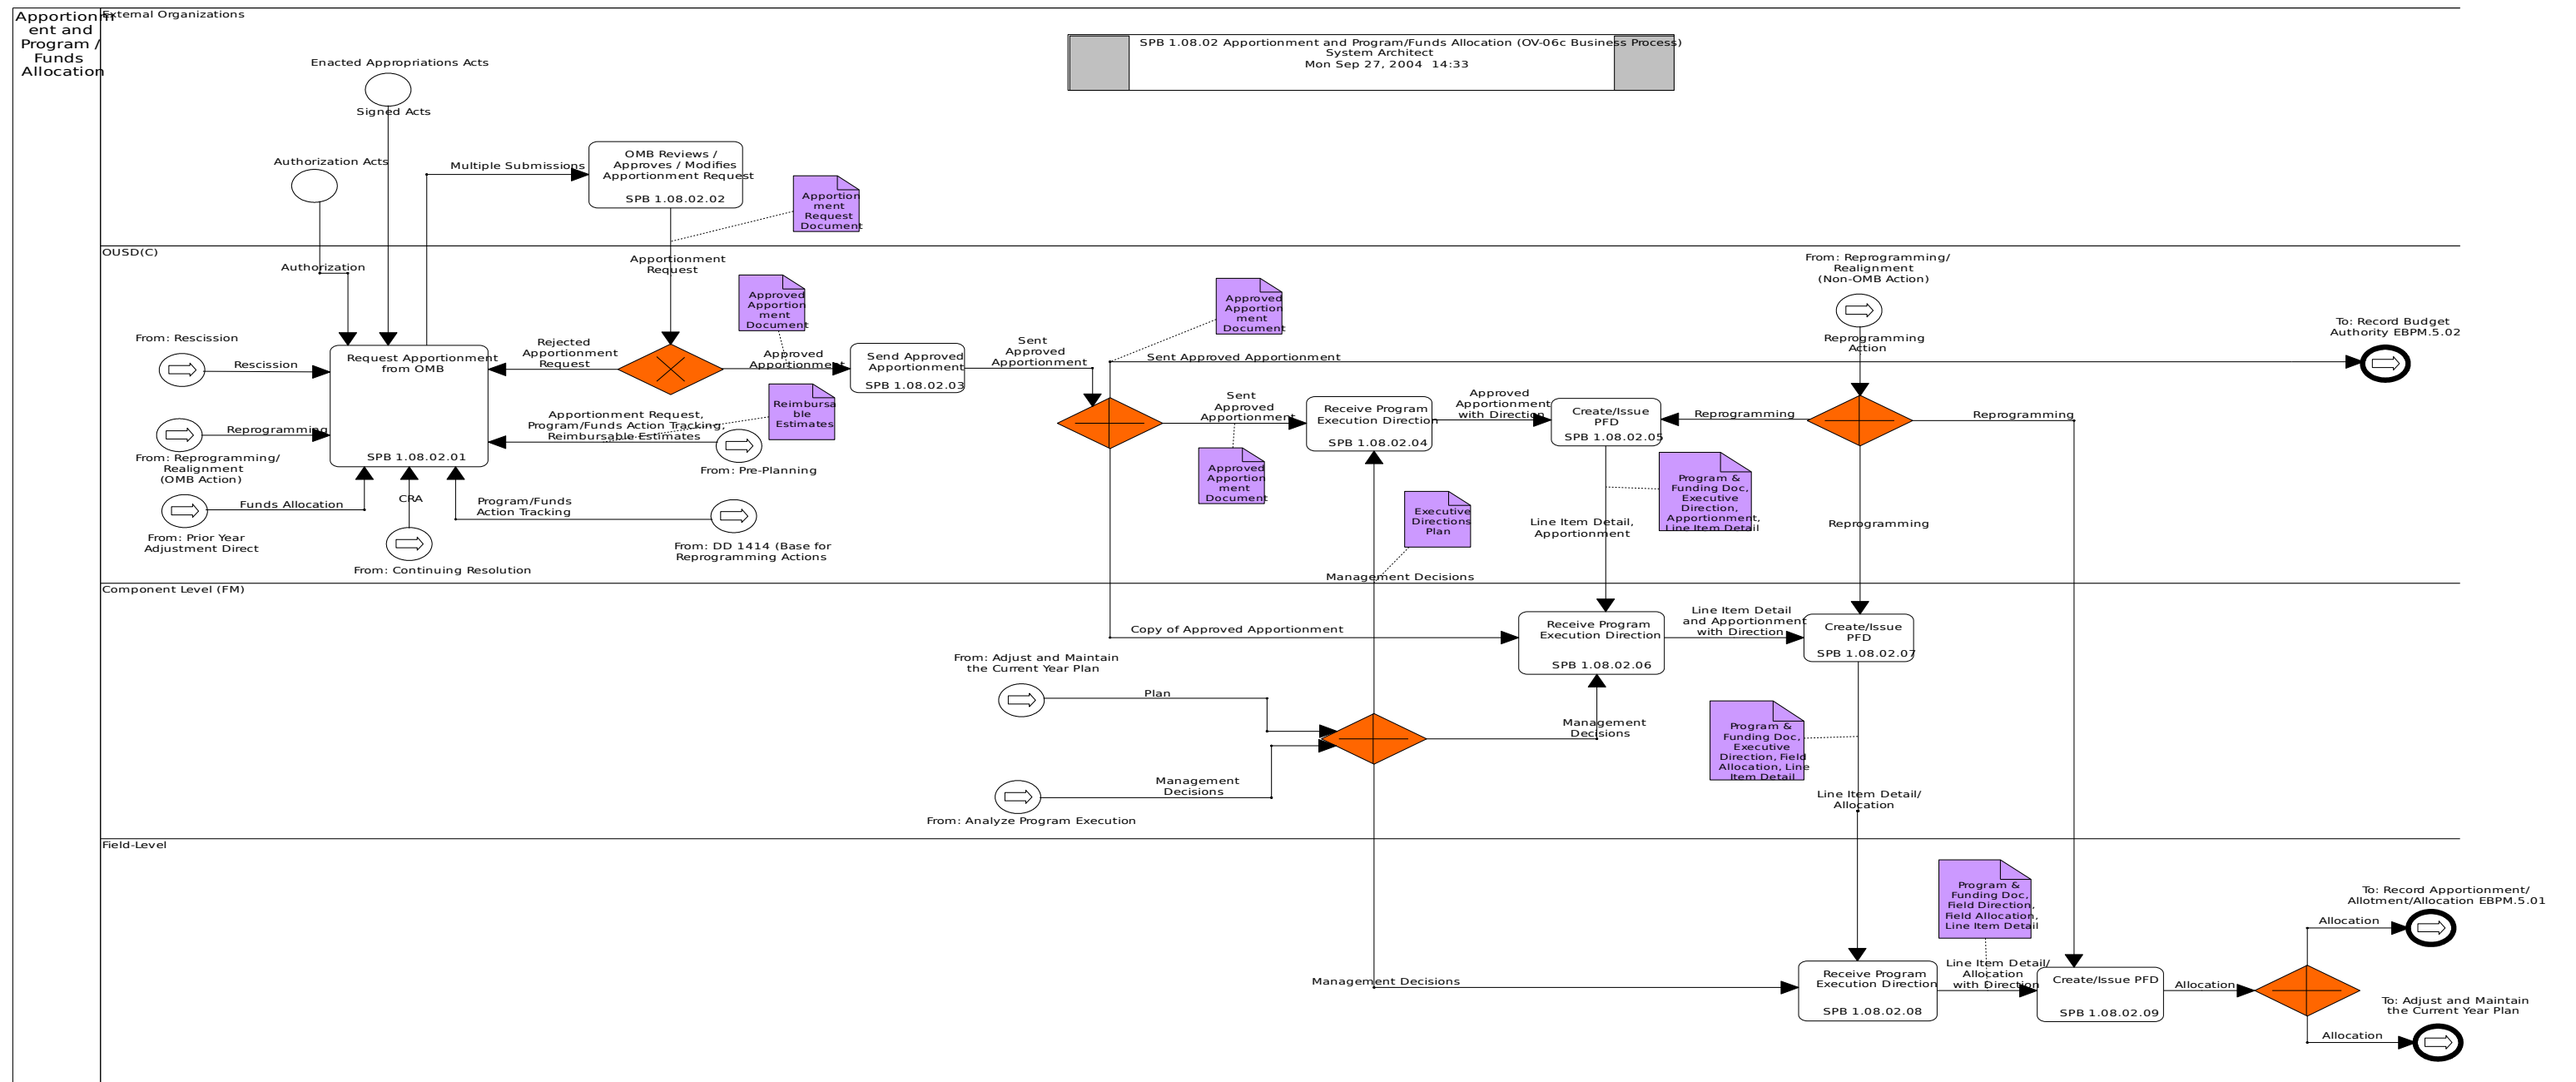 Apportionm
ent and
Program /
Funds
Allocation
External Organizations
SPB 1.08.02 Apportionment and Program/Funds Allocation (OV-06c Business Process)
System Architect
Mon Sep 27, 2004  14:33
Enacted Appropriations Acts
Signed Acts
Authorization Acts
Multiple Submissions
OMB Reviews /
Approves / Modifies
Apportionment Request
SPB 1.08.02.02
Apportion
ment
Request
Document
OUSD(C)
Authorization
Apportionment
Request
From: Rescission
Rescission
Request Apportionment
from OMB
SPB 1.08.02.01
Reprogramming
From: Reprogramming/
Realignment
(OMB Action)
Funds Allocation
From: Prior Year
Adjustment Direct
CRA
From: Continuing Resolution
Program/Funds
Action Tracking
From: DD 1414 (Base for
Reprogramming Actions
Rejected
Apportionment
Request
Approved
Apportion
ment
Document
Approved
Apportionment
Apportionment Request,
Program/Funds Action Tracking,
Reimbursable Estimates
Reimbursa
ble
Estimates
From: Pre-Planning
Send Approved
Apportionment
SPB 1.08.02.03
Sent
Approved
Apportionment
Approved
Apportion
ment
Document
Sent Approved Apportionment
Sent
Approved
Apportionment
Approved
Apportion
ment
Document
Receive Program
Execution Direction
SPB 1.08.02.04
Approved
Apportionment
with Direction
Create/Issue
PFD
SPB 1.08.02.05
From: Reprogramming/
Realignment
(Non-OMB Action)
Reprogramming
Action
Reprogramming
Reprogramming
Reprogramming
To: Record Budget
Authority EBPM.5.02
Program &
Funding Doc,
Executive
Direction,
Apportionment,
Line Item Detail
Executive
Directions
Plan
Line Item Detail,
Apportionment
Management Decisions
Component Level (FM)
Copy of Approved Apportionment
Receive Program
Execution Direction
SPB 1.08.02.06
Line Item Detail
and Apportionment
with Direction
Create/Issue
PFD
SPB 1.08.02.07
From: Adjust and Maintain
the Current Year Plan
Plan
Management
Decisions
From: Analyze Program Execution
Management
Decisions
Program &
Funding Doc,
Executive
Direction, Field
Allocation, Line
Item Detail
Line Item Detail/
Allocation
Field-Level
Management Decisions
Receive Program
Execution Direction
SPB 1.08.02.08
Program &
Funding Doc,
Field Direction,
Field Allocation,
Line Item Detail
Line Item Detail/
Allocation
with Direction
Create/Issue PFD
SPB 1.08.02.09
Allocation
To: Record Apportionment/
Allotment/Allocation EBPM.5.01
Allocation
To: Adjust and Maintain
the Current Year Plan
Allocation